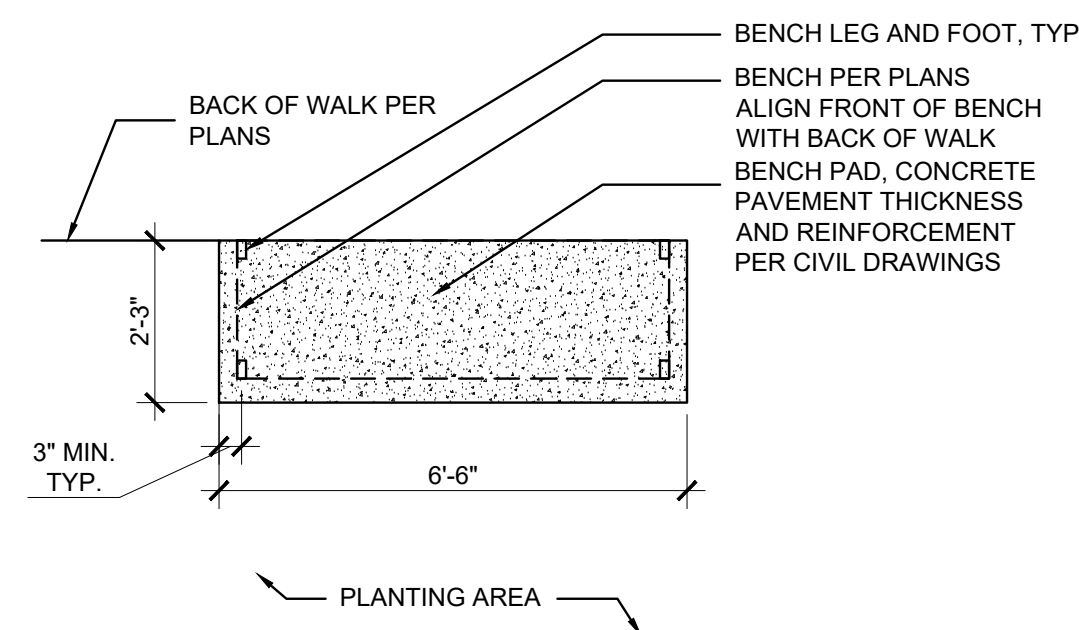 BENCH LEG AND FOOT, TYP
BENCH PER PLANS
ALIGN FRONT OF BENCH
WITH BACK OF WALK
BENCH PAD, CONCRETE
PAVEMENT THICKNESS
AND REINFORCEMENT
PER CIVIL DRAWINGS
BACK OF WALK PER
PLANS
2'-3"
3" MIN.
TYP.
6'-6"
PLANTING AREA